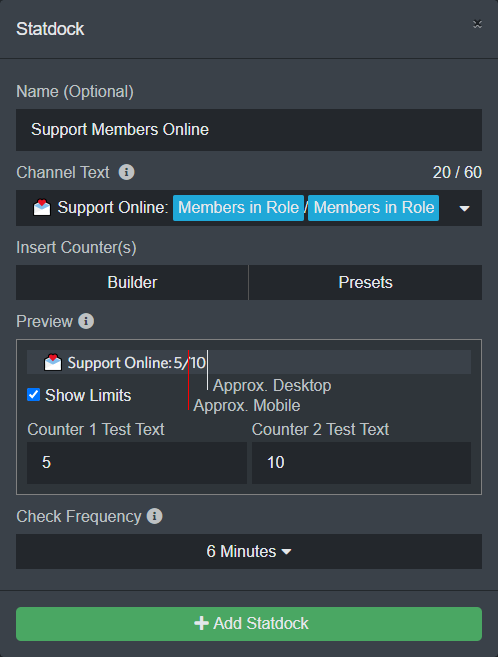 Statdock
×
Name (Optional)
Support Members Online
Channel Text
20 / 60
💌 Support Online: Members in Role/Members in Role
Insert Counter(s)
Builder
Presets
Preview
💌 Support Online: 5/10
Approx. Desktop
Show Limits
Approx. Mobile
Counter 1 Test Text
Counter 2 Test Text
5
10
Check Frequency
6 Minutes
Add Statdock